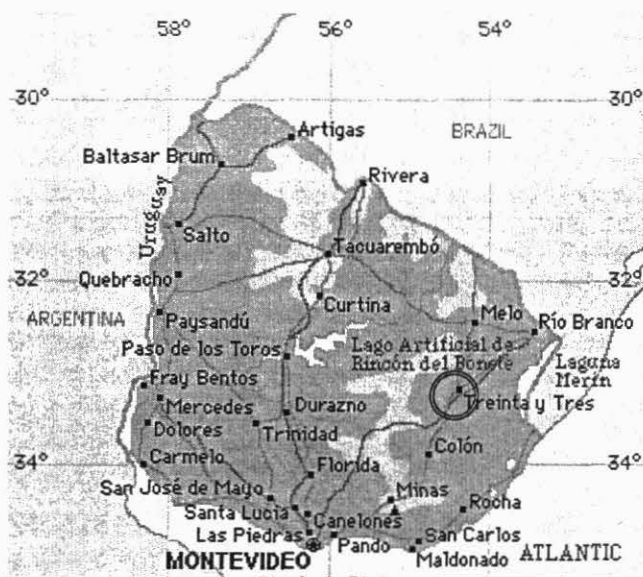 58° 56° 54°
30° 30°
Artigas
BRAZIL
Baltasar Brum
Rivera
Uruguay
Salto
Tacuarembó
Quebracho
32° 32°
Curtina
ARGENTINA
Paysandú
Melo
Río Branco
Lago Artificial de
Rincón del Bonete
Paso de los Toros
Laguna
Merín
Fray Bentos
Mercedes
Durazno
Treinta y Tres
Dolores
Trinidad
Colón
34° 34°
Carmelo
Florida
San José de Mayo
Minas
Santa Lucia
Canelones
Rocha
Las Piedras
Pando
San Carlos
MONTEVIDEO
Maldonado
ATLANTIC